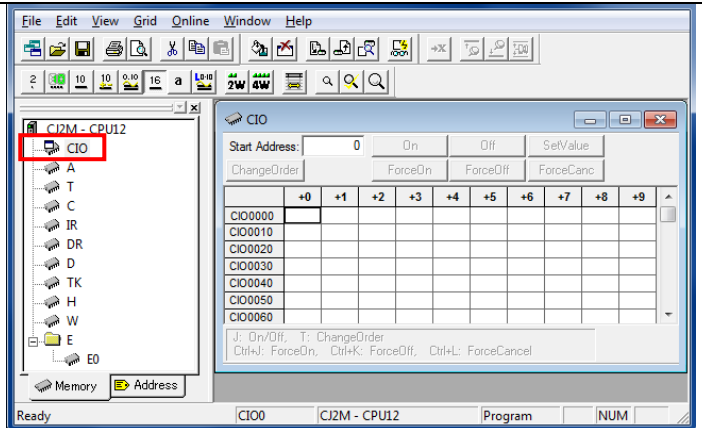 File Edit View Grid Online Window Help
2 10 10 0.10 16 a 2W 4W
CJ2M - CPU12
CIO
A
T
C
IR
DR
D
TK
H
W
E
E0
Memory Address
CIO
Start Address: 0 On Off SetValue
ChangeOrder ForceOn ForceOff ForceCanc
+0 +1 +2 +3 +4 +5 +6 +7 +8 +9
CIO0000
CIO0010
CIO0020
CIO0030
CIO0040
CIO0050
CIO0060
J: On/Off, T: ChangeOrder
Ctrl+J: ForceOn, Ctrl+K: ForceOff, Ctrl+L: ForceCancel
Ready CIO0 CJ2M - CPU12 Program NUM